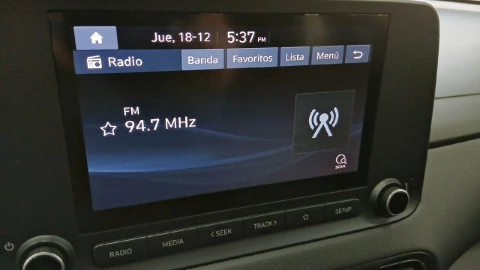 Jue, 18-12 5:37 PM
Radio Banda Favoritos Lista Menú
FM
94.7 MHz
RADIO MEDIA < SEEK TRACK > SETUP